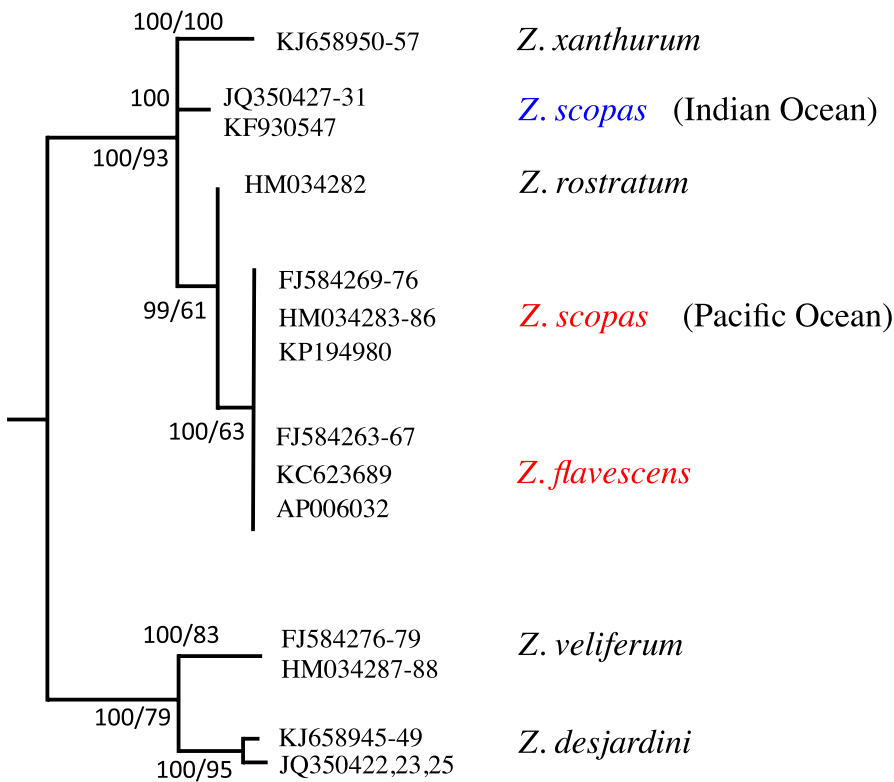 100/100
KJ658950-57 Z. xanthurum
100
JQ350427-31 Z. scopas (Indian Ocean)
KF930547
100/93
HM034282 Z. rostratum
FJ584269-76
99/61
HM034283-86 Z. scopas (Pacific Ocean)
KP194980
100/63
FJ584263-67
KC623689 Z. flavescens
AP006032
100/83
FJ584276-79 Z. veliferum
HM034287-88
100/79
KJ658945-49 Z. desjardini
100/95
JQ350422,23,25